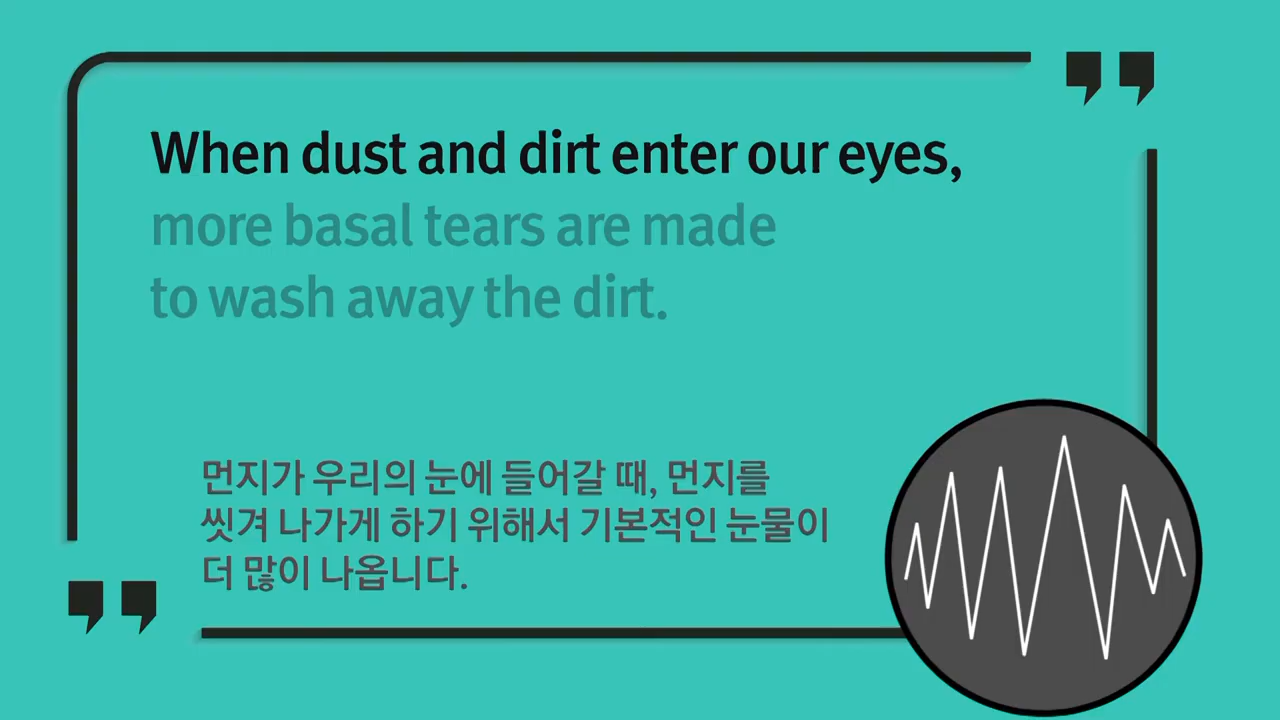 When dust and dirt enter our eyes,
more basal tears are made
to wash away the dirt.
먼지가 우리의 눈에 들어갈 때, 먼지를
씻겨 나가게 하기 위해서 기본적인 눈물이
더 많이 나옵니다.